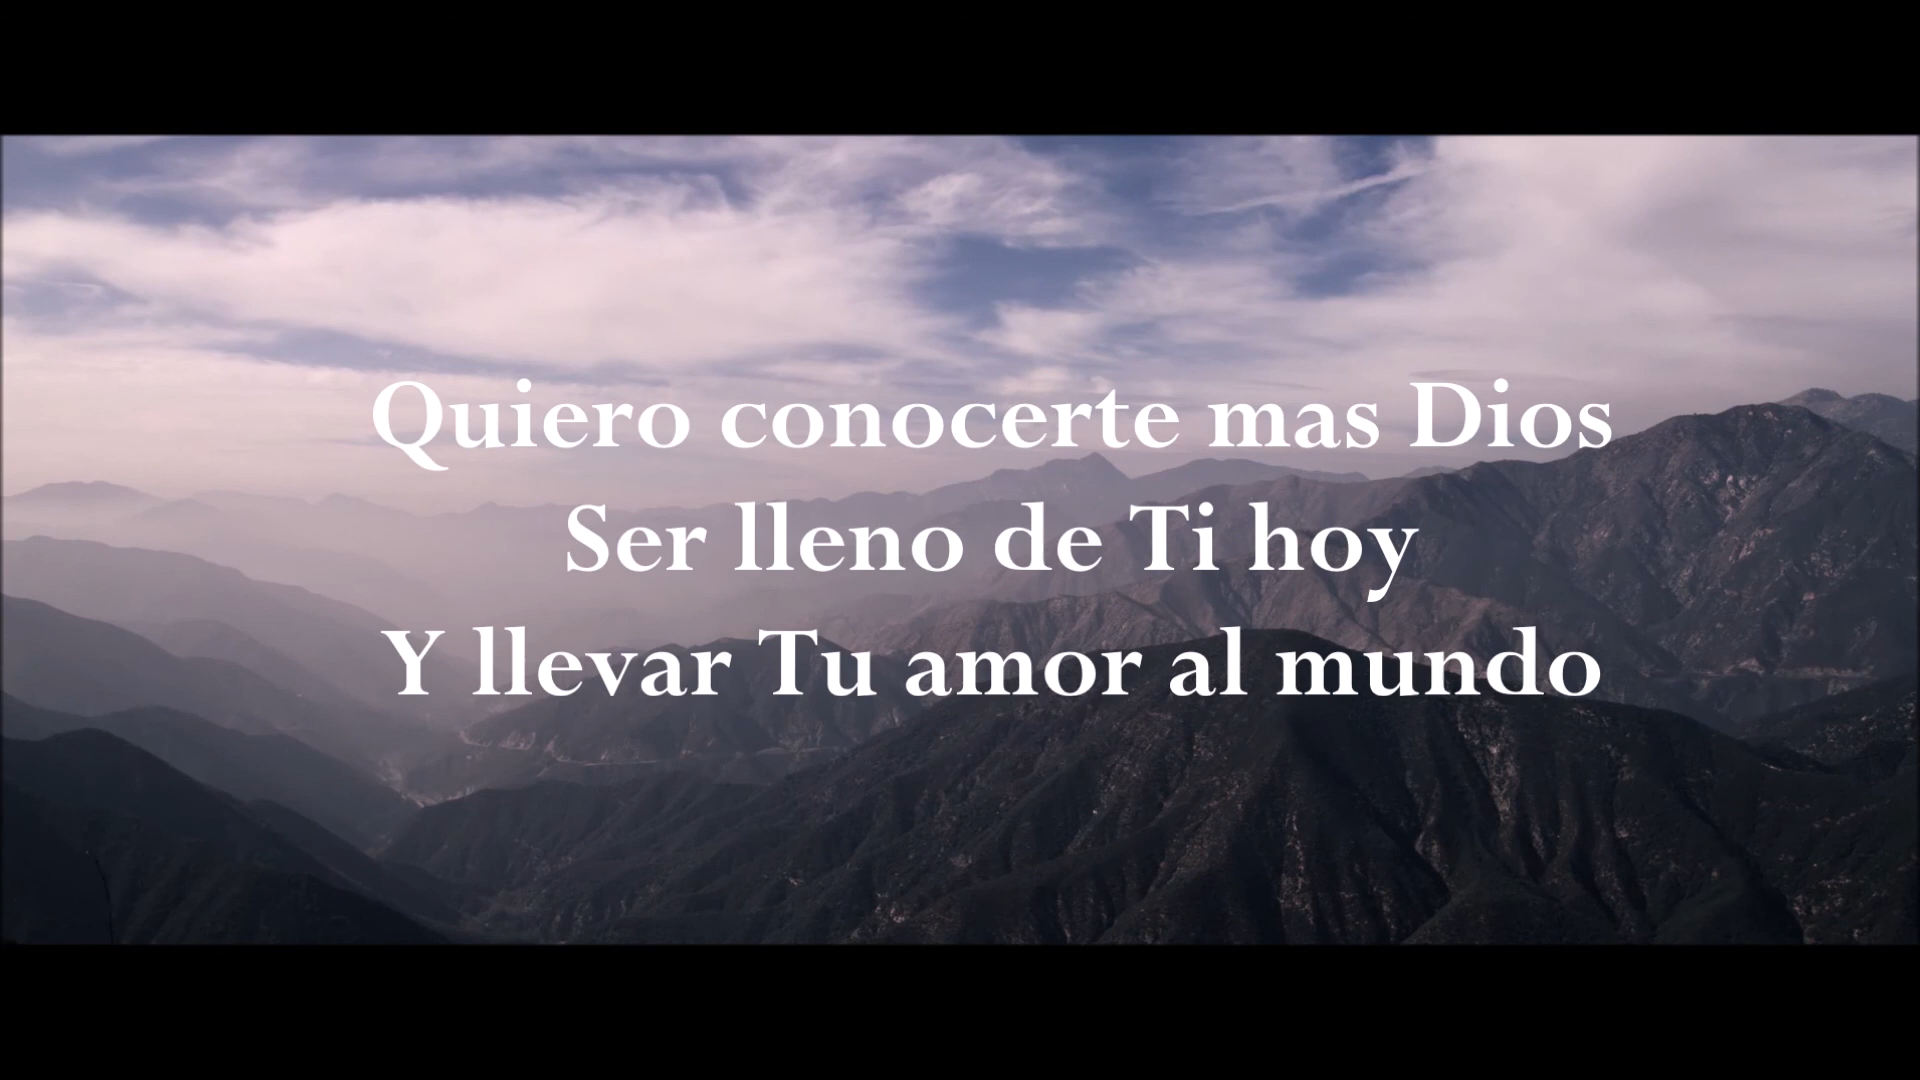 Quiero conocerte mas Dios
Ser lleno de Ti hoy
Y llevar Tu amor al mundo